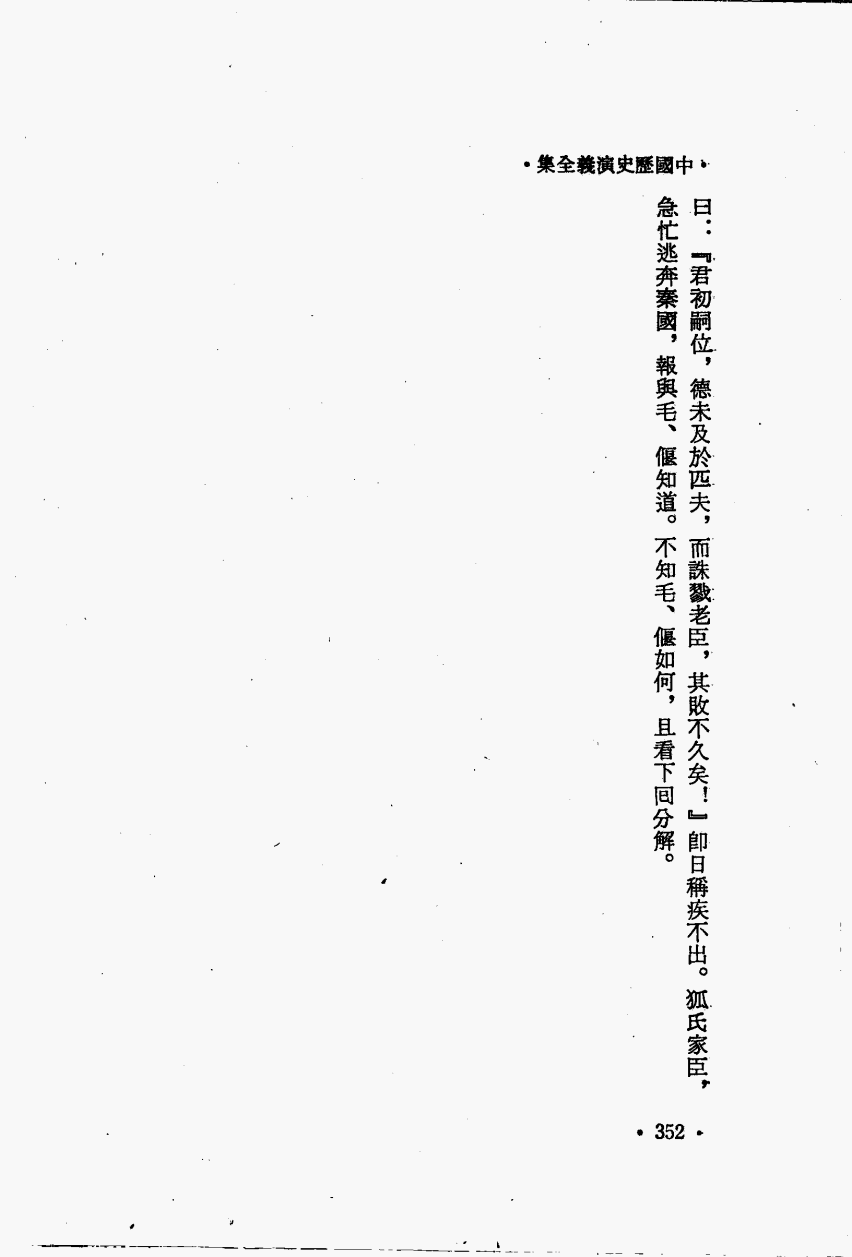 ·中國歷史演義全集·
曰：『君初嗣位，德未及於匹夫，而誅戮老臣，其敗不久矣！』卽日稱疾不出。狐氏家臣，
急忙逃奔秦國，報與毛、偃知道。不知毛、偃如何，且看下囘分解。
·352·